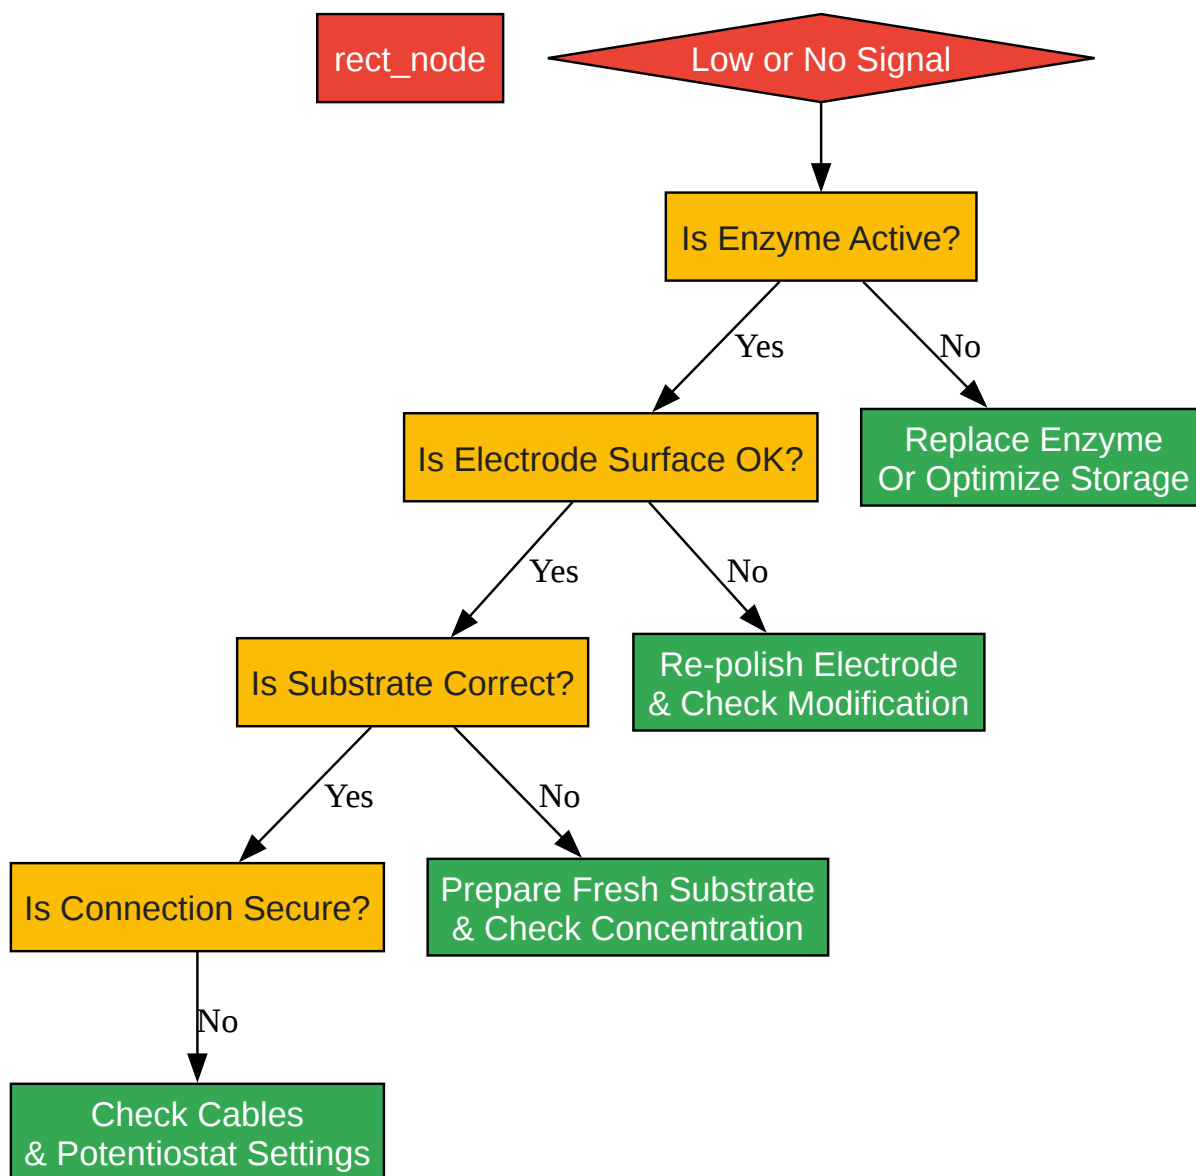 rect_node
Low or No Signal
Is Enzyme Active?
Yes
No
Is Electrode Surface OK?
Replace Enzyme
Or Optimize Storage
Yes
No
Is Substrate Correct?
Re-polish Electrode
& Check Modification
Yes
No
Is Connection Secure?
Prepare Fresh Substrate
& Check Concentration
No
Check Cables
& Potentiostat Settings